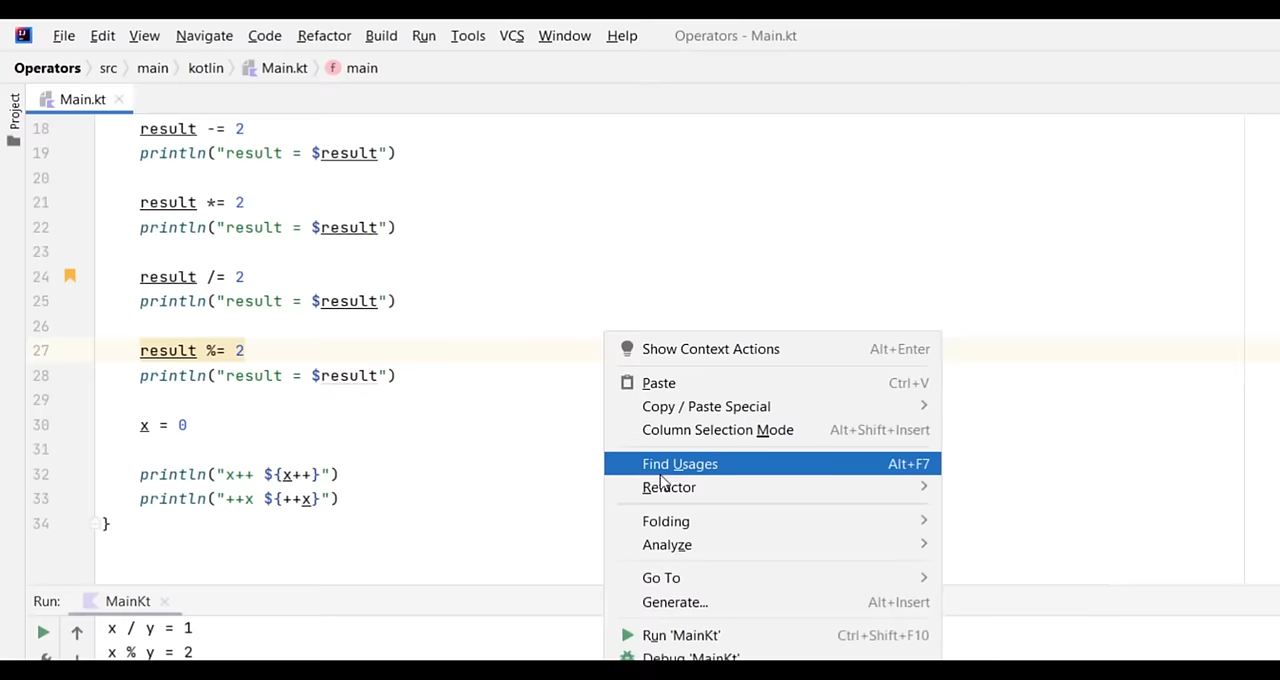 File Edit View Navigate Code Refactor Build Run Tools VCS Window Help Operators - Main.kt
Operators src main kotlin Main.kt f main
Project
Main.kt
18 result -= 2
19 println("result = $result")
20
21 result *= 2
22 println("result = $result")
23
24 result /= 2
25 println("result = $result")
26
27 result %= 2
28 println("result = $result")
29
30 x = 0
31
32 println("x++ ${x++}")
33 println("++x ${++x}")
34 }
Show Context Actions Alt+Enter
Paste Ctrl+V
Copy / Paste Special
Column Selection Mode Alt+Shift+Insert
Find Usages Alt+F7
Refactor
Folding
Analyze
Go To
Generate... Alt+Insert
Run 'MainKt' Ctrl+Shift+F10
Debug 'MainKt'
Run: MainKt
x / y = 1
x % y = 2